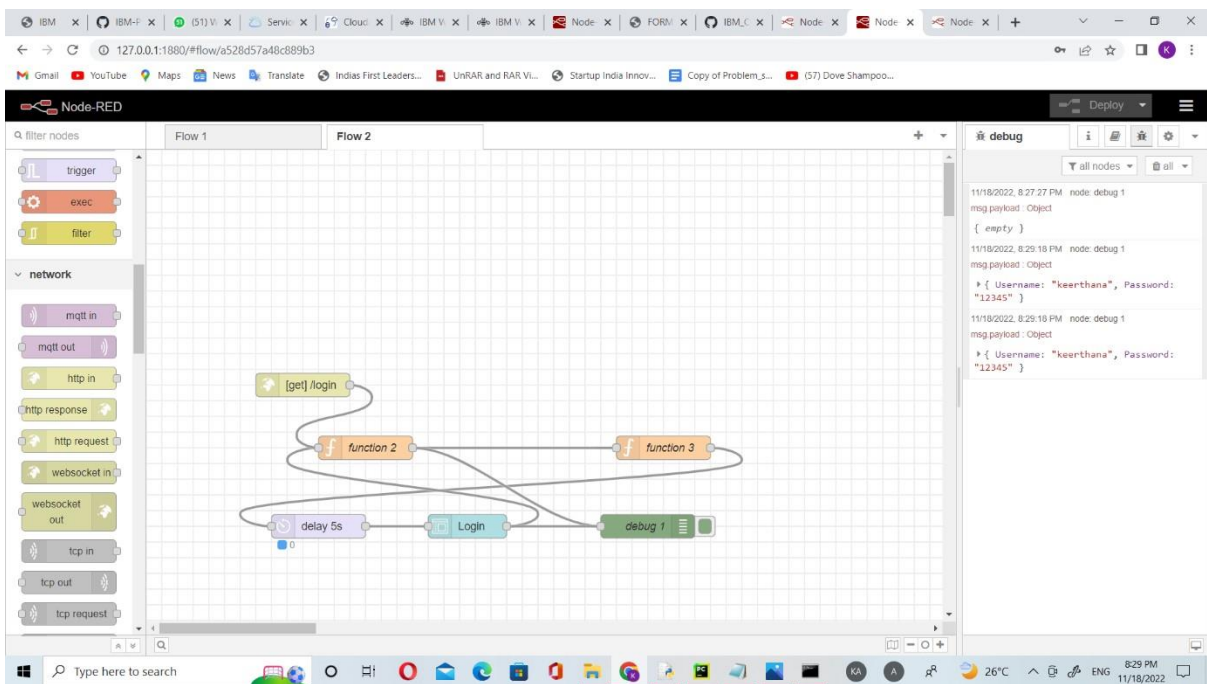 IBM
IBM-F
(51) V
Servic
Cloud
IBM V
IBM V
Node
FORM
IBM_C
Node
Node
Node
127.0.0.1:1880/#flow/a528d57a48c889b3
K
Gmail YouTube Maps News Translate Indias First Leaders... UnRAR and RAR Vi... Startup India Innov... Copy of Problem_s... (57) Dove Shampoo...
Node-RED
Deploy
filter nodes
Flow 1
Flow 2
debug
i
all nodes
all
trigger
exec
filter
network
mqtt in
mqtt out
http in
http response
http request
websocket in
websocket
out
tcp in
tcp out
tcp request
[get] /login
f function 2
f function 3
delay 5s
0
Login
debug 1
11/18/2022, 8:27:27 PM node: debug 1
msg.payload : Object
{ empty }
11/18/2022, 8:29:18 PM node: debug 1
msg.payload : Object
{ Username: "keerthana", Password:
"12345" }
11/18/2022, 8:29:18 PM node: debug 1
msg.payload : Object
{ Username: "keerthana", Password:
"12345" }
Type here to search
KA
A
26°C
ENG
8:29 PM
11/18/2022